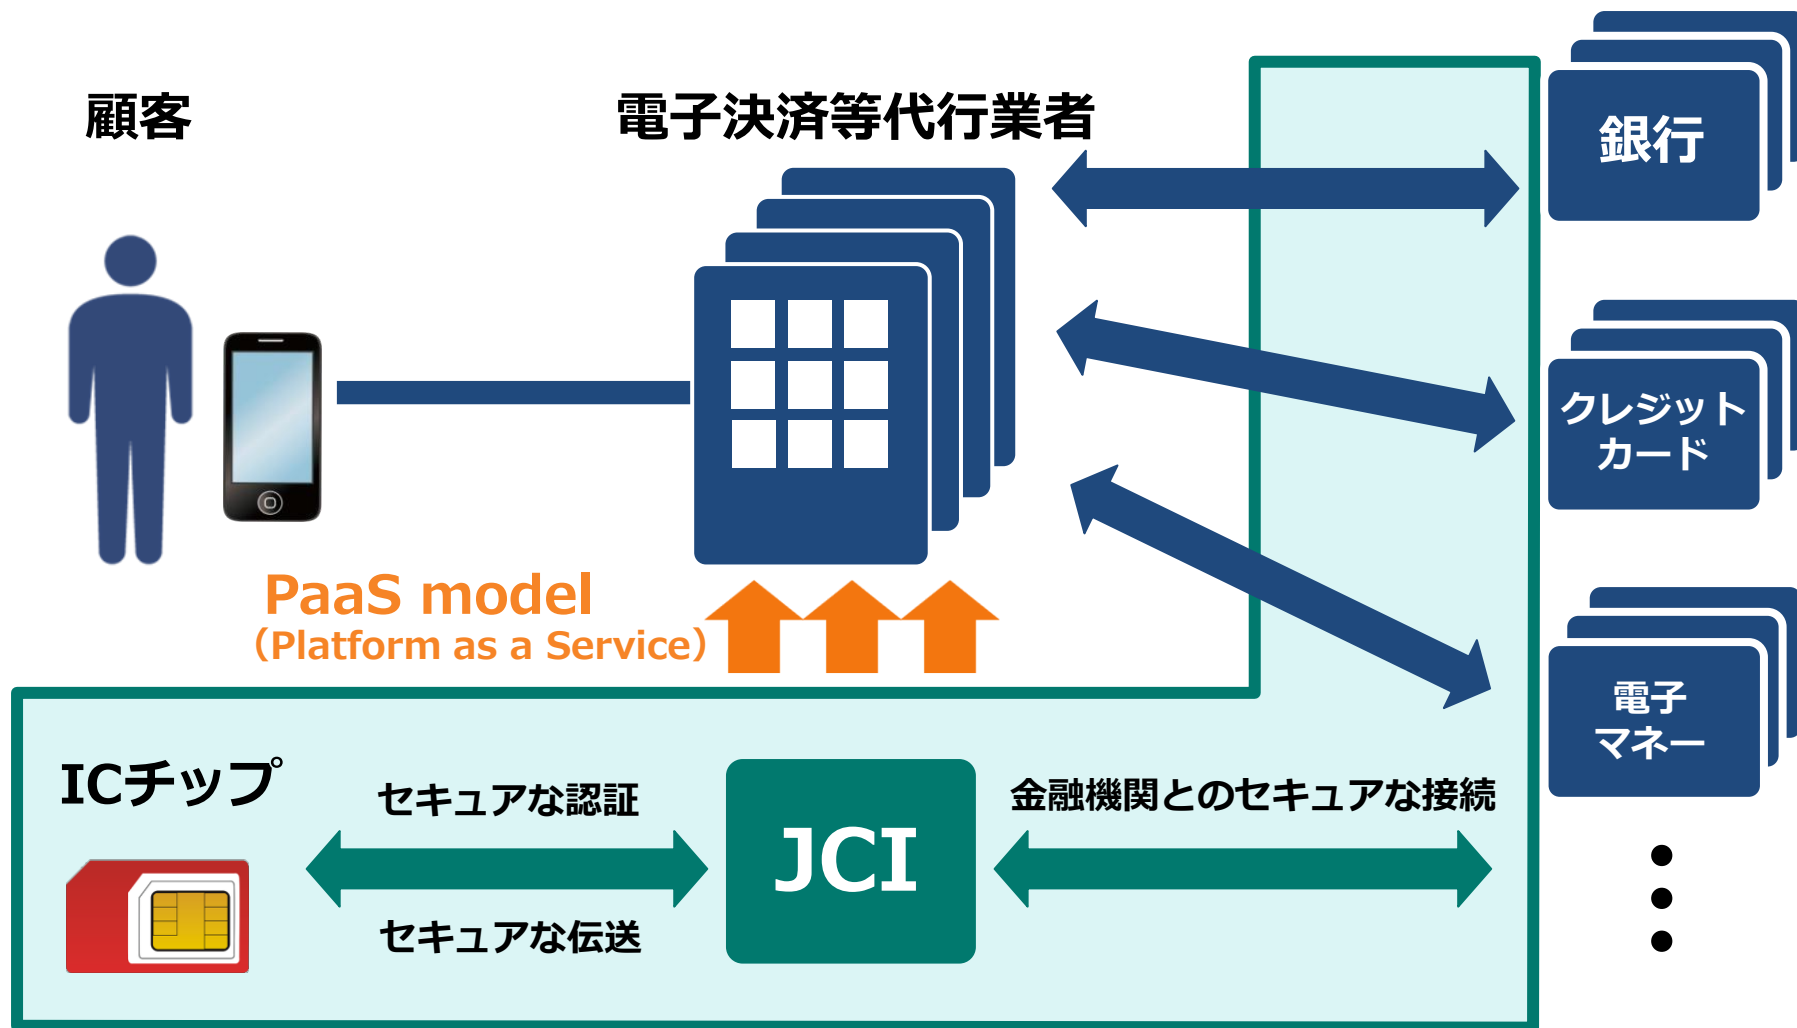 顧客
電子決済等代行業者
銀行
クレジット
カード
PaaS model
（Platform as a Service）
電子
マネー
ICチップ
セキュアな認証
セキュアな伝送
JCI
金融機関とのセキュアな接続